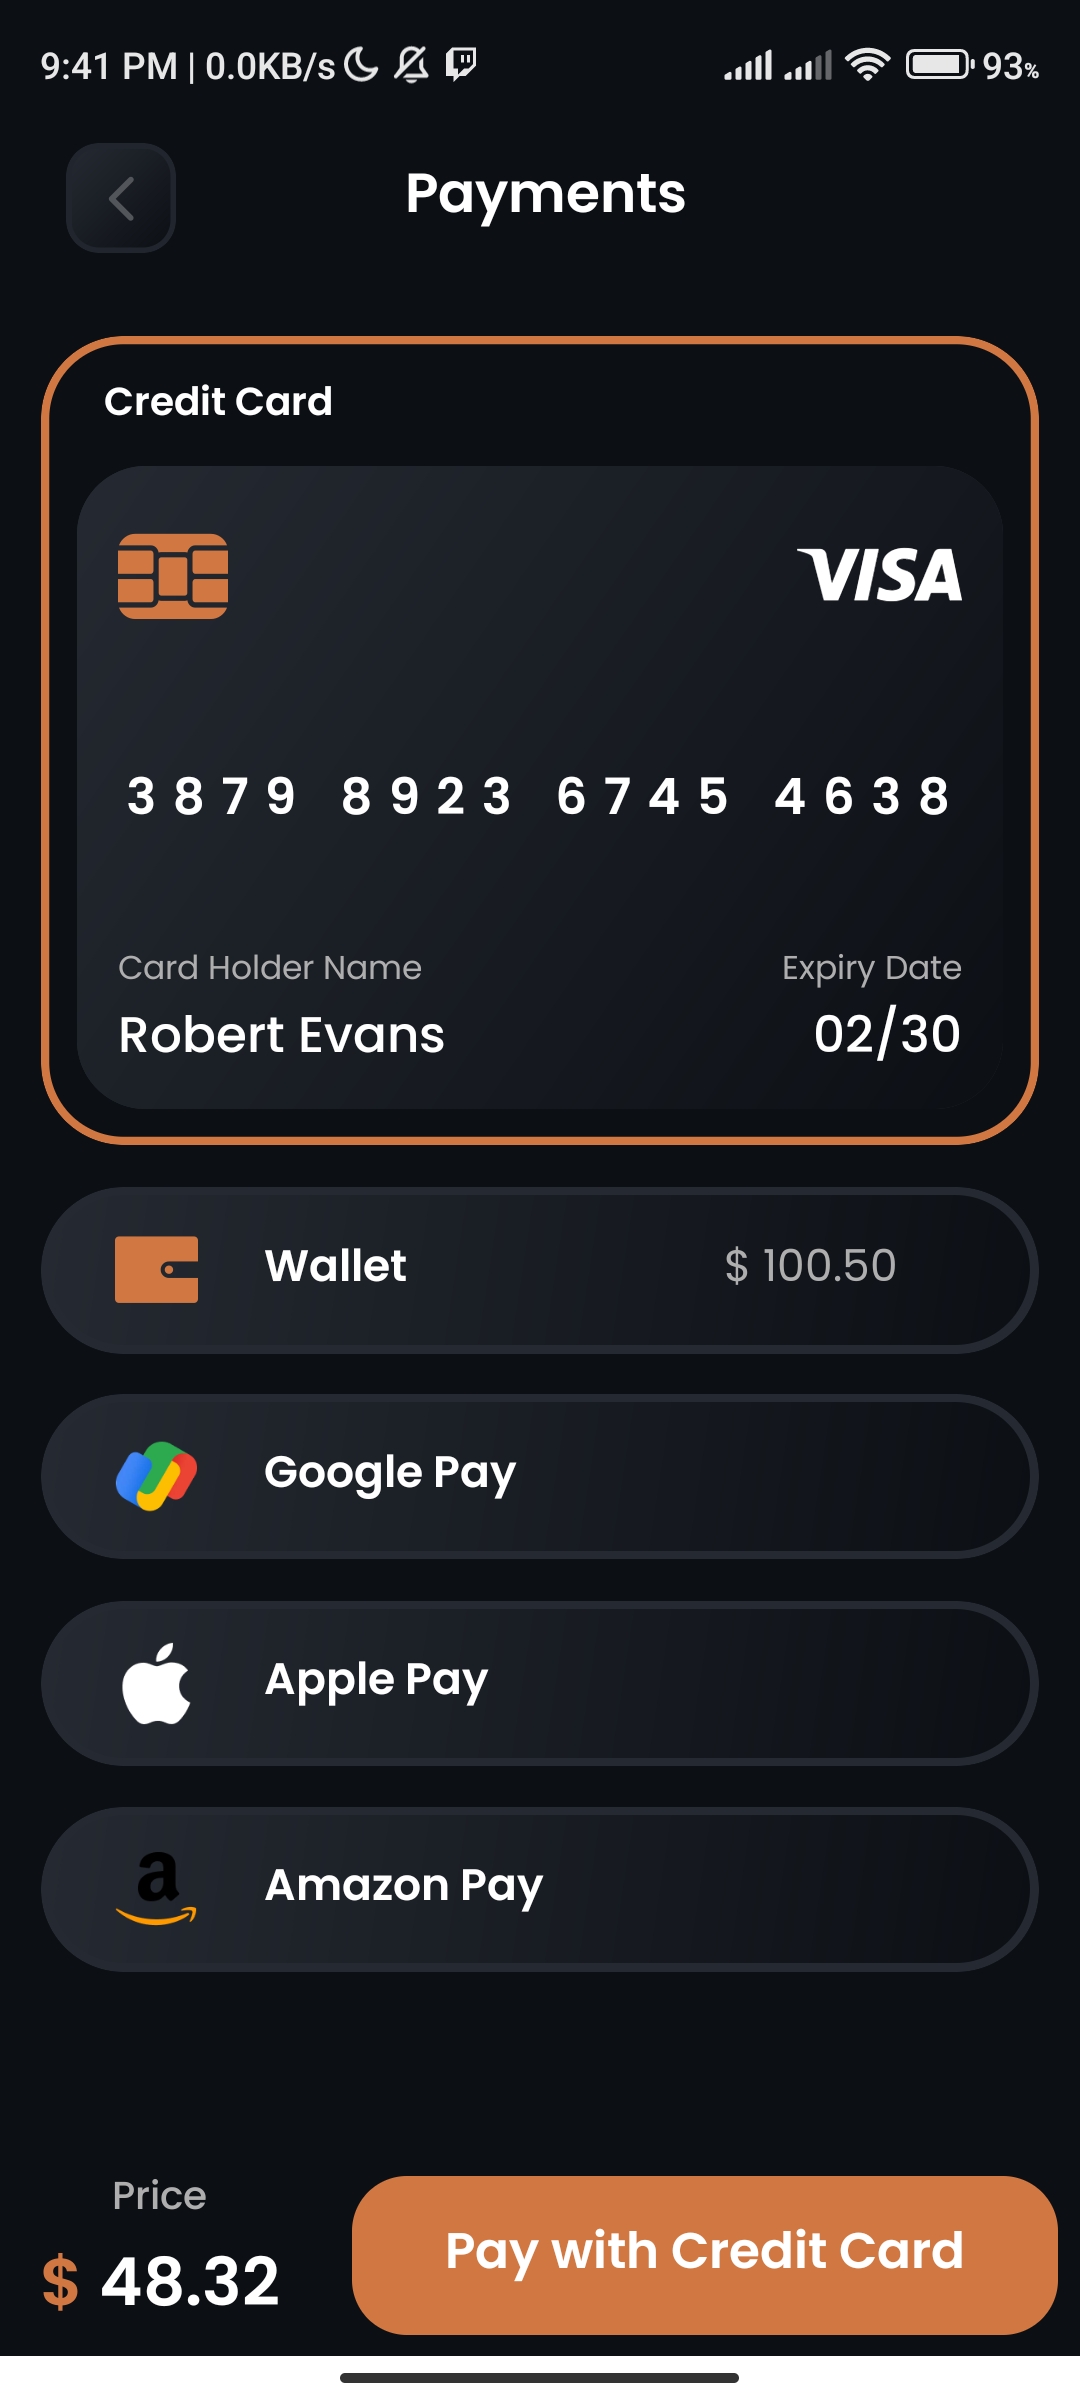 9:41 PM | 0.0KB/s 93%
Payments
Credit Card
VISA
3879 8923 6745 4638
Card Holder Name Expiry Date
Robert Evans 02/30
Wallet $ 100.50
Google Pay
Apple Pay
a Amazon Pay
Price
$ 48.32
Pay with Credit Card